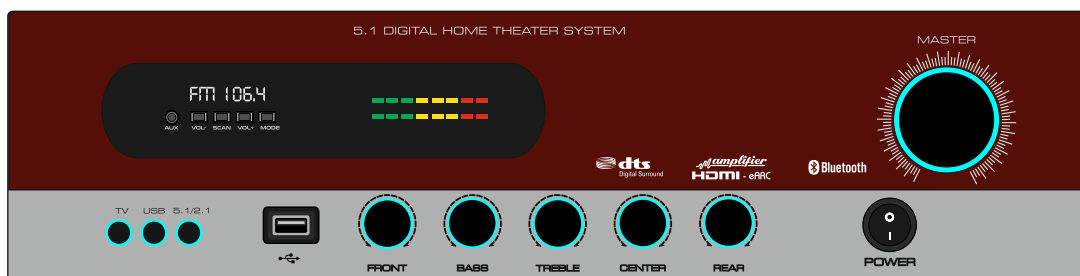 5.1 DIGITAL HOME THEATER SYSTEM
MASTER
FM 106.4
AUX VOL- SCAN VOL+ MODE
dts
Digital Surround
amplifier
HDMI - eARC
Bluetooth
TV USB 5.1/2.1
FRONT BASS TREBLE CENTER REAR
O
I
POWER